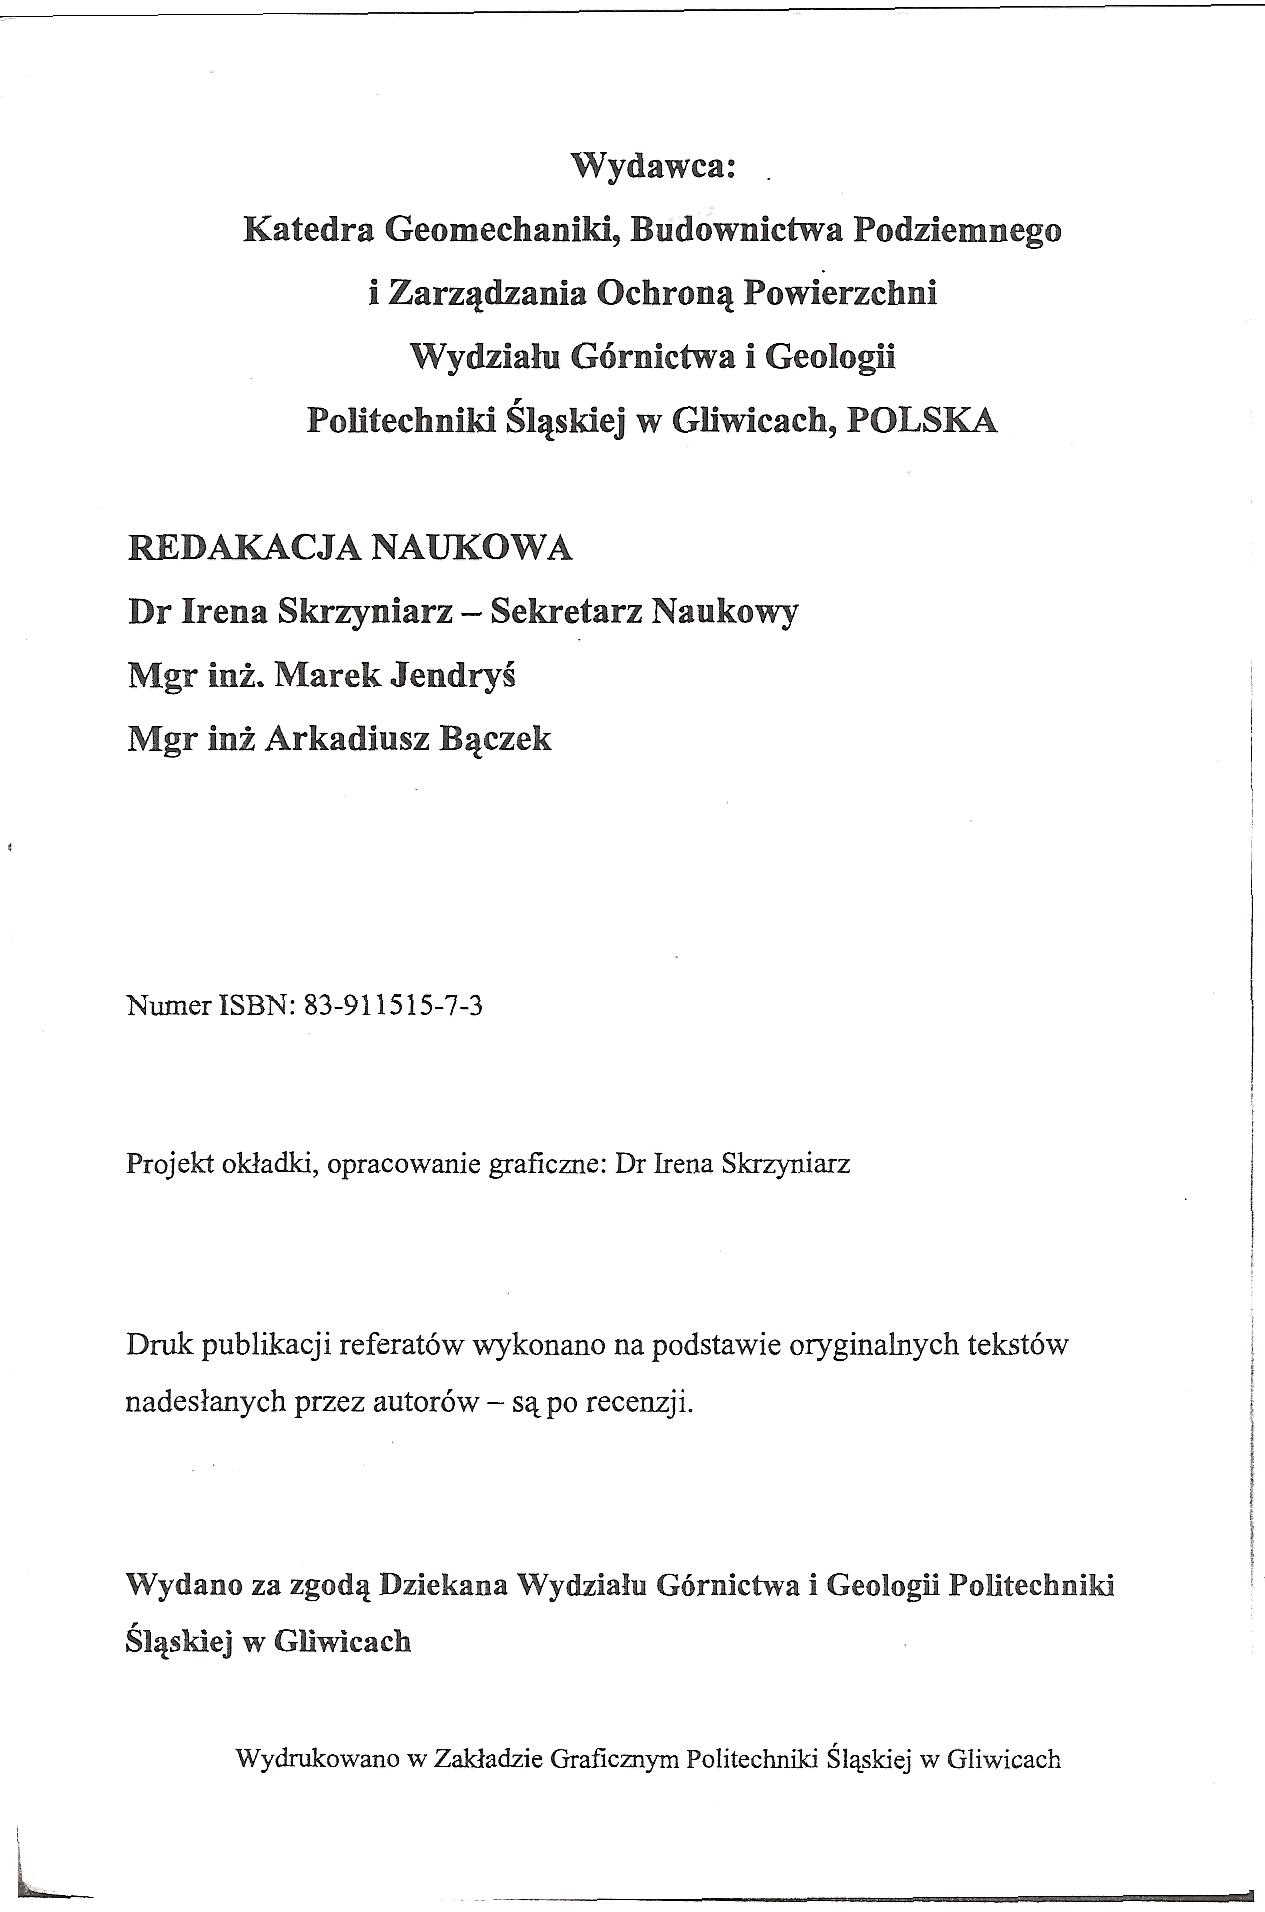 Wydawca:
Katedra Geomechaniki, Budownictwa Podziemnego
i Zarządzania Ochroną Powierzchni
Wydziału Górnictwa i Geologii
Politechniki Śląskiej w Gliwicach, POLSKA
REDAKACJA NAUKOWA
Dr Irena Skrzyniarz – Sekretarz Naukowy
Mgr inż. Marek Jendryś
Mgr inż Arkadiusz Bączek
Numer ISBN: 83-911515-7-3
Projekt okładki, opracowanie graficzne: Dr Irena Skrzyniarz
Druk publikacji referatów wykonano na podstawie oryginalnych tekstów
nadesłanych przez autorów – są po recenzji.
Wydano za zgodą Dziekana Wydziału Górnictwa i Geologii Politechniki
Śląskiej w Gliwicach
Wydrukowano w Zakładzie Graficznym Politechniki Śląskiej w Gliwicach